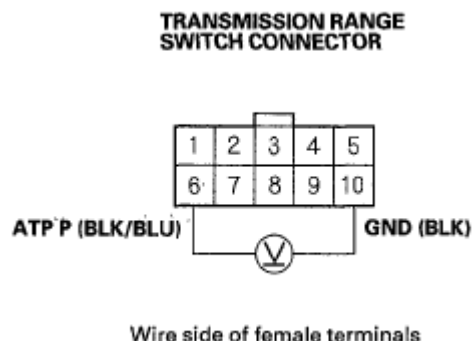 TRANSMISSION RANGE
SWITCH CONNECTOR
1 2 3 4 5
6 7 8 9 10
ATP P (BLK/BLU) GND (BLK)
V
Wire side of female terminals